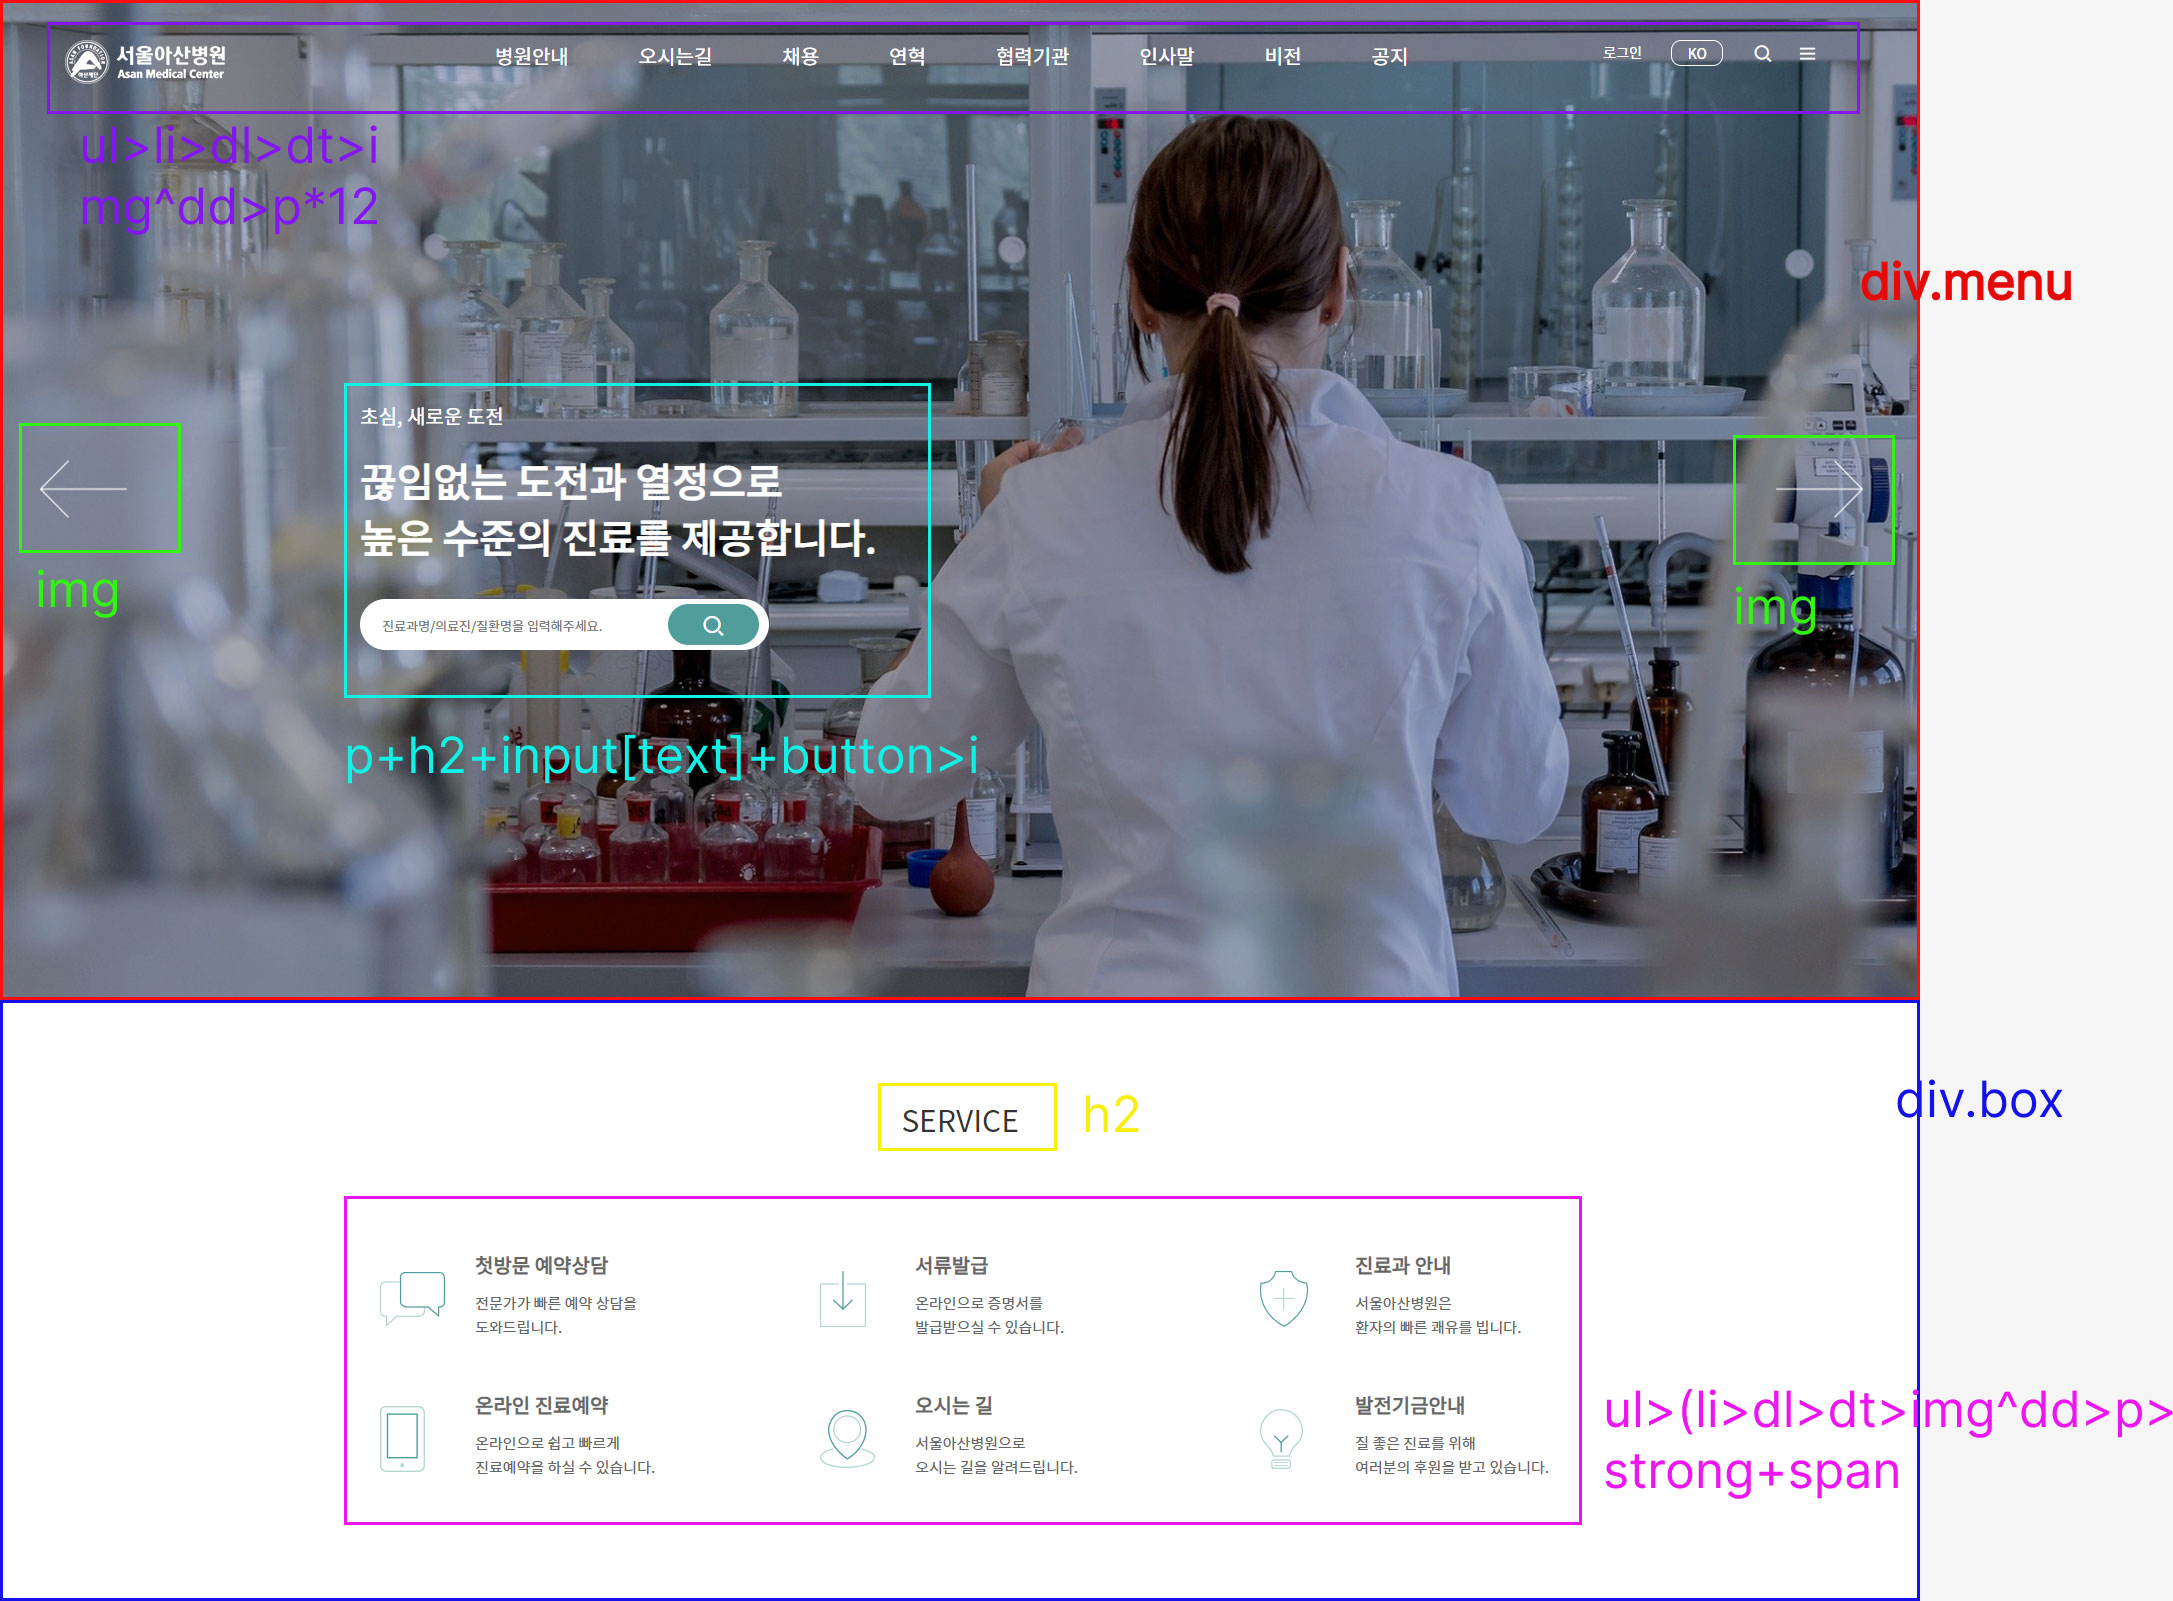 서울아산병원
Asan Medical Center
병원안내 오시는길 채용 연혁 협력기관 인사말 비전 공지
로그인 KO
ul>li>dl>dt>i
mg^dd>p*12
div.menu
초심, 새로운 도전
끊임없는 도전과 열정으로
높은 수준의 진료를 제공합니다.
진료과명/의료진/질환명을 입력해주세요.
img
img
p+h2+input[text]+button>i
div.box
SERVICE
h2
첫방문 예약상담
전문가가 빠른 예약 상담을
도와드립니다.
서류발급
온라인으로 증명서를
발급받으실 수 있습니다.
진료과 안내
서울아산병원은
환자의 빠른 쾌유를 빕니다.
온라인 진료예약
온라인으로 쉽고 빠르게
진료예약을 하실 수 있습니다.
오시는 길
서울아산병원으로
오시는 길을 알려드립니다.
발전기금안내
질 좋은 진료를 위해
여러분의 후원을 받고 있습니다.
ul>(li>dl>dt>img^dd>p>
strong+span